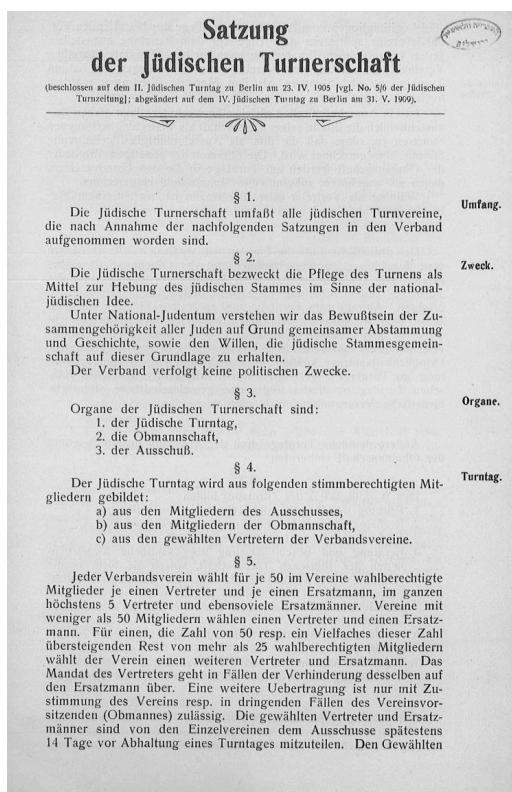 Satzung
der Jüdischen Turnerschaft
(beschlossen auf dem II. Jüdischen Turntag zu Berlin am 23. IV. 1905 [vgl. No. 5/6 der Jüdischen
Turnzeitung]; abgeändert auf dem IV. Jüdischen Turntag zu Berlin am 31. V. 1909).
§ 1.
Umfang.
Die Jüdische Turnerschaft umfaßt alle jüdischen Turnvereine,
die nach Annahme der nachfolgenden Satzungen in den Verband
aufgenommen worden sind.
§ 2.
Zweck.
Die Jüdische Turnerschaft bezweckt die Pflege des Turnens als
Mittel zur Hebung des jüdischen Stammes im Sinne der national-
jüdischen Idee.
Unter National-Judentum verstehen wir das Bewußtsein der Zu-
sammengehörigkeit aller Juden auf Grund gemeinsamer Abstammung
und Geschichte, sowie den Willen, die jüdische Stammesgemein-
schaft auf dieser Grundlage zu erhalten.
Der Verband verfolgt keine politischen Zwecke.
§ 3.
Organe.
Organe der Jüdischen Turnerschaft sind:
1. der Jüdische Turntag,
2. die Obmannschaft,
3. der Ausschuß.
§ 4.
Turntag.
Der Jüdische Turntag wird aus folgenden stimmberechtigten Mit-
gliedern gebildet:
a) aus den Mitgliedern des Ausschusses,
b) aus den Mitgliedern der Obmannschaft,
c) aus den gewählten Vertretern der Verbandsvereine.
§ 5.
Jeder Verbandsverein wählt für je 50 im Vereine wahlberechtigte
Mitglieder je einen Vertreter und je einen Ersatzmann, im ganzen
höchstens 5 Vertreter und ebensoviele Ersatzmänner. Vereine mit
weniger als 50 Mitgliedern wählen einen Vertreter und einen Ersatz-
mann. Für einen, die Zahl von 50 resp. ein Vielfaches dieser Zahl
übersteigenden Rest von mehr als 25 wahlberechtigten Mitgliedern
wählt der Verein einen weiteren Vertreter und Ersatzmann. Das
Mandat des Vertreters geht in Fällen der Verhinderung desselben auf
den Ersatzmann über. Eine weitere Uebertragung ist nur mit Zu-
stimmung des Vereins resp. in dringenden Fällen des Vereinsvor-
sitzenden (Obmannes) zulässig. Die gewählten Vertreter und Ersatz-
männer sind von den Einzelvereinen dem Ausschusse spätestens
14 Tage vor Abhaltung eines Turntages mitzuteilen. Den Gewählten